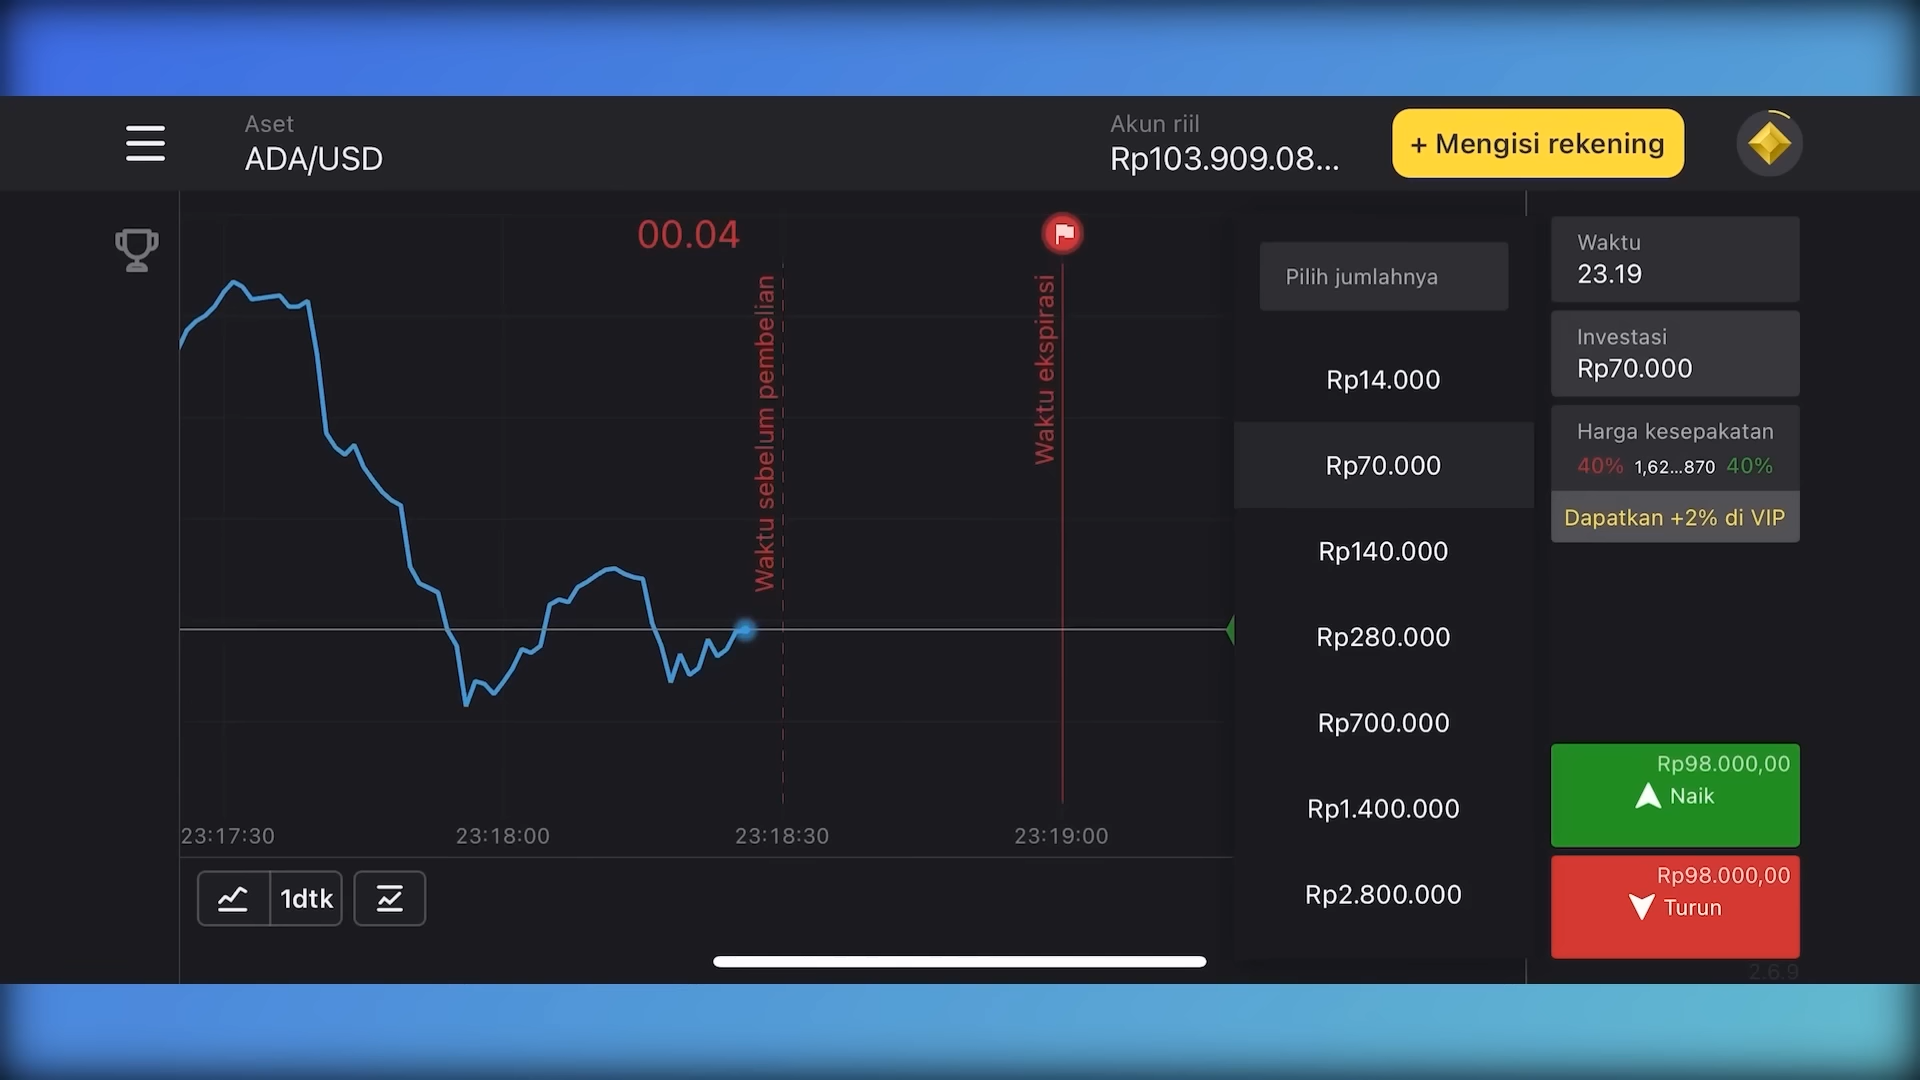 Aset
ADA/USD
Akun riil
Rp103.909.08...
+ Mengisi rekening
00.04
Waktu sebelum pembelian
Waktu ekspirasi
23:17:30
23:18:00
23:18:30
23:19:00
1dtk
Pilih jumlahnya
Rp14.000
Rp70.000
Rp140.000
Rp280.000
Rp700.000
Rp1.400.000
Rp2.800.000
Waktu
23.19
Investasi
Rp70.000
Harga kesepakatan
40% 1,62...870 40%
Dapatkan +2% di VIP
Rp98.000,00
Naik
Rp98.000,00
Turun
2.6.9